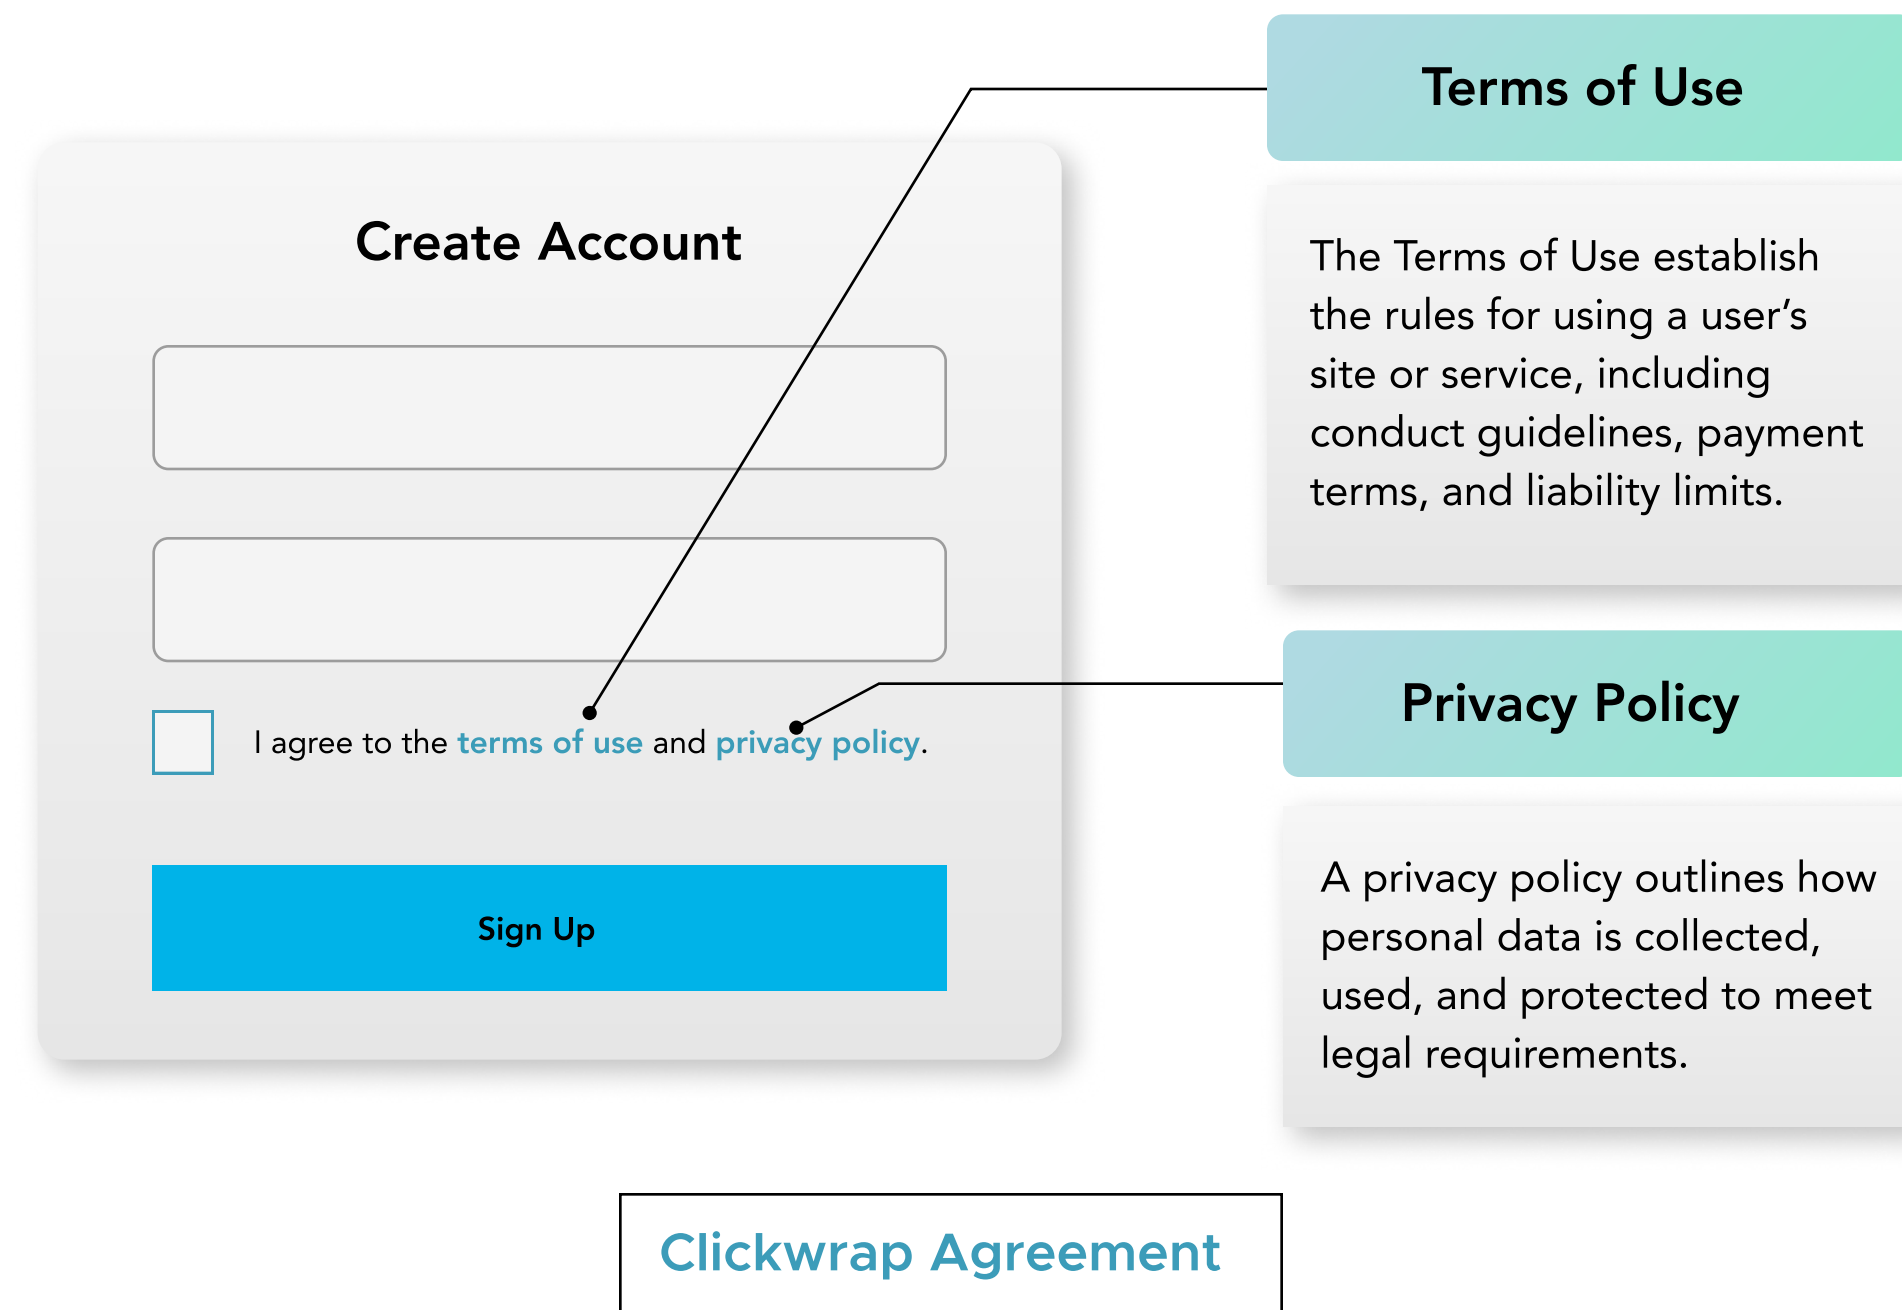 Create Account
I agree to the terms of use and privacy policy.
Sign Up
Terms of Use
The Terms of Use establish
the rules for using a user’s
site or service, including
conduct guidelines, payment
terms, and liability limits.
Privacy Policy
A privacy policy outlines how
personal data is collected,
used, and protected to meet
legal requirements.
Clickwrap Agreement